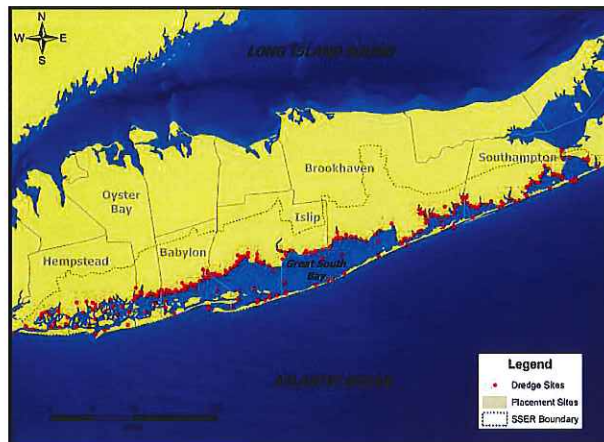 N
W E
S
LONG ISLAND SOUND
Southampton
Brookhaven
Oyster
Bay
Islip
Babylon
Hempstead
Great South
Bay
ATLANTIC OCEAN
Legend
Dredge Sites
Placement Sites
SSER Boundary